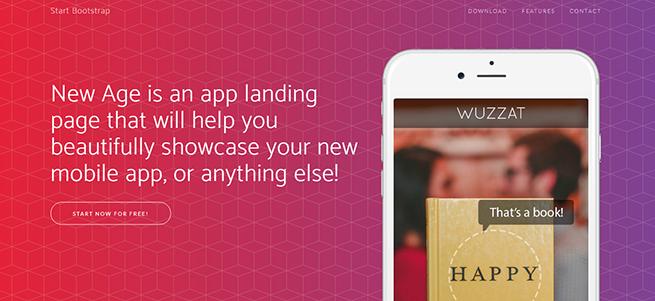 Start Bootstrap
DOWNLOAD FEATURES CONTACT
New Age is an app landing
page that will help you
beautifully showcase your new
mobile app, or anything else!
START NOW FOR FREE!
WUZZAT
That's a book!
HAPPY